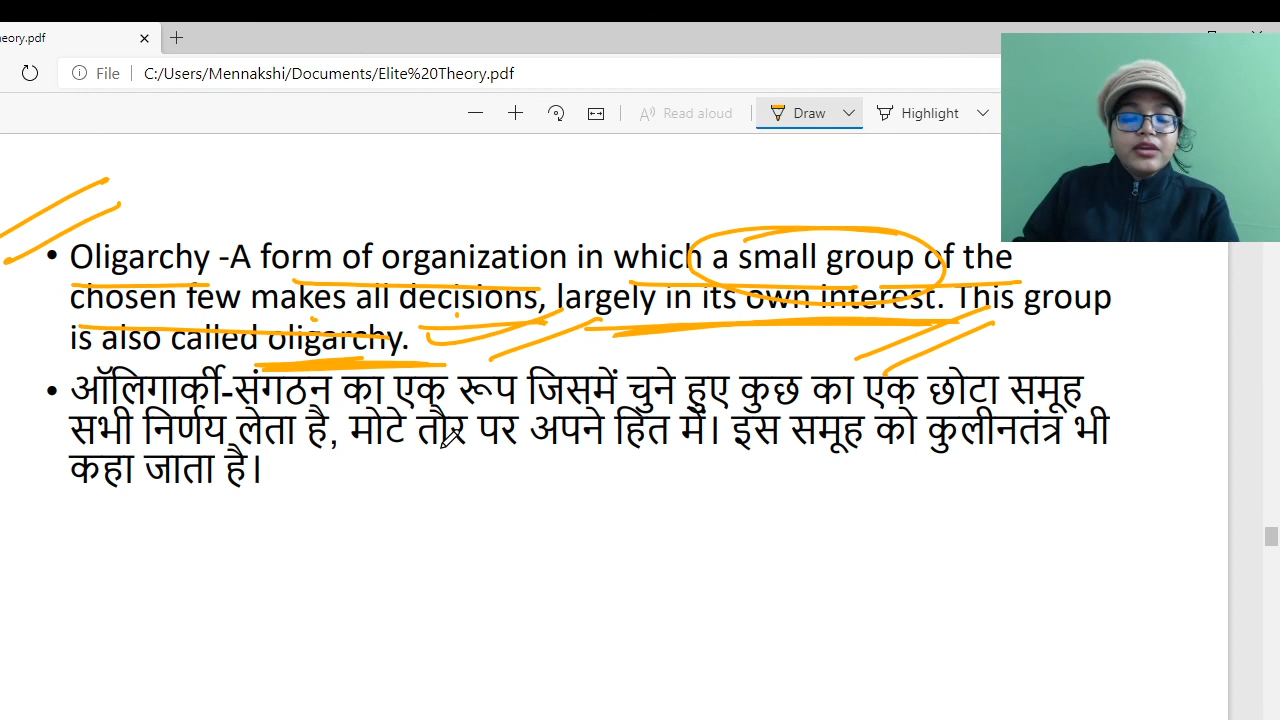 eory.pdf
File
C:/Users/Mennakshi/Documents/Elite%20Theory.pdf
Read aloud
Draw
Highlight
• Oligarchy -A form of organization in which a small group of the
chosen few makes all decisions, largely in its own interest. This group
is also called oligarchy.
• ऑलिगार्की-संगठन का एक रूप जिसमें चुने हुए कुछ का एक छोटा समूह
सभी निर्णय लेता है, मोटे तौर पर अपने हित में। इस समूह को कुलीनतंत्र भी
कहा जाता है।